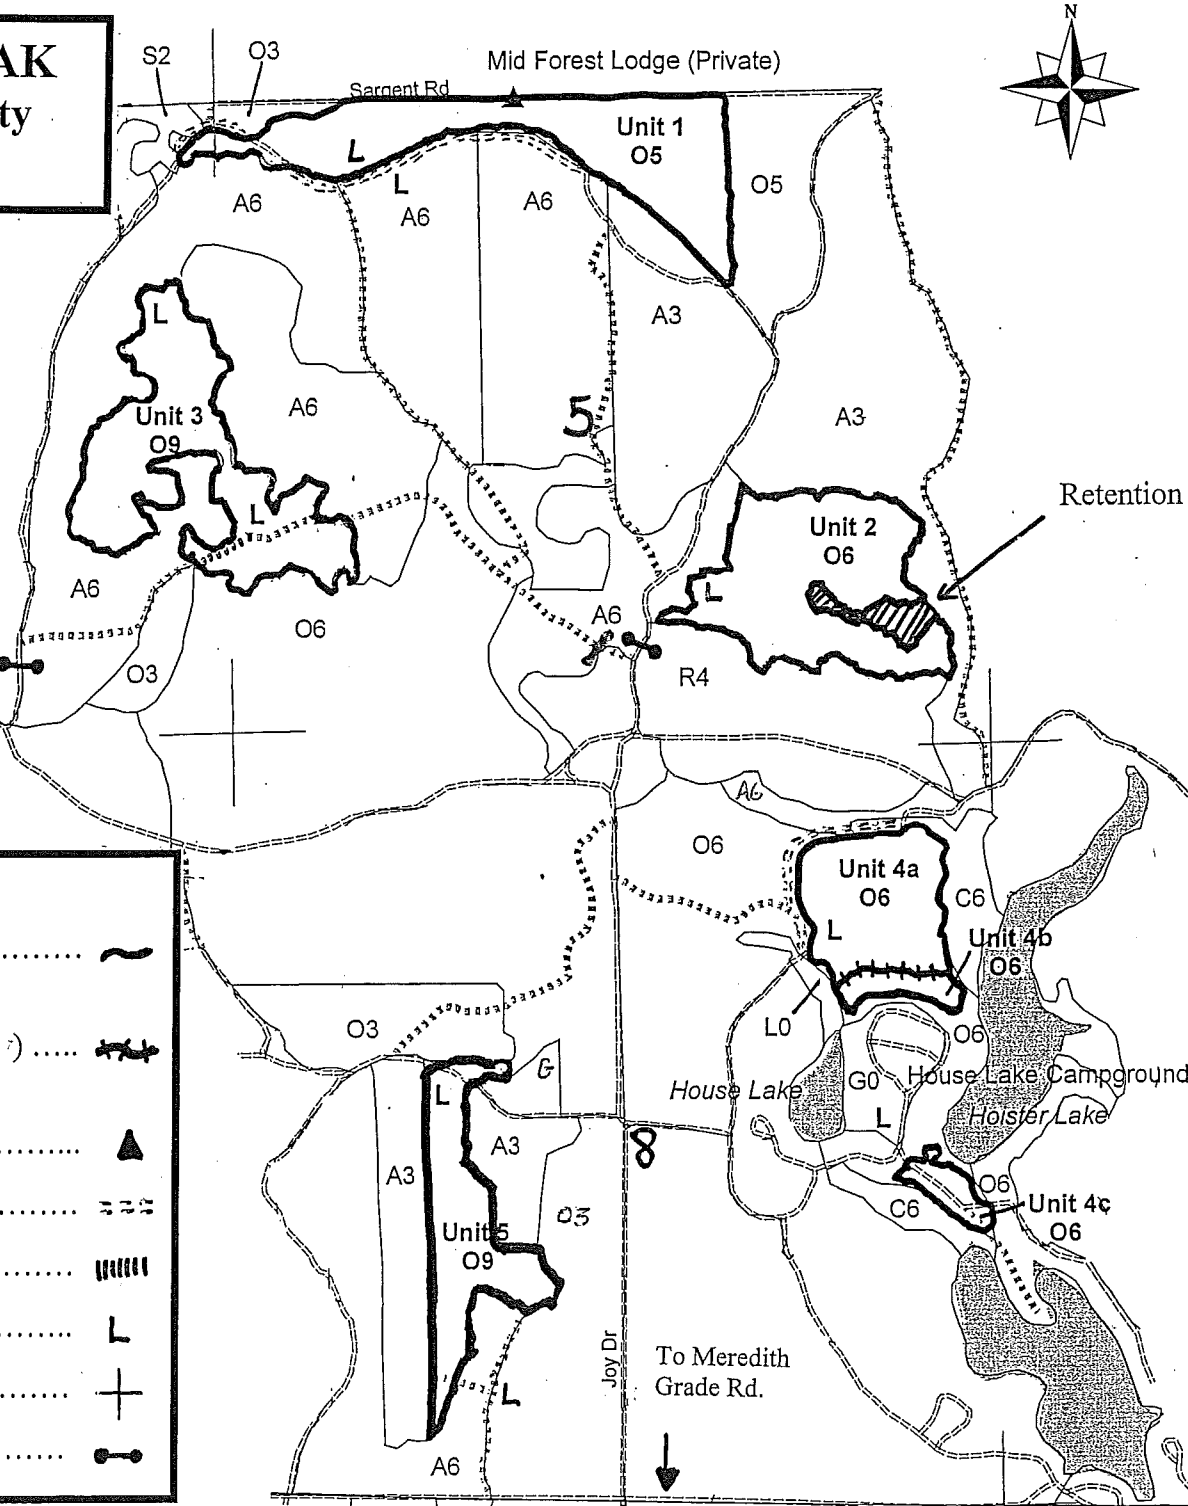 AK
ty
N
S2
O3
Mid Forest Lodge (Private)
Sargent Rd
Unit 1
O5
L
L
A6
A6
A6
O5
L
A3
Unit 3
O9
A6
5
A3
Retention
Unit 2
O6
L
L
A6
A6
O6
O3
R4
A6
O6
Unit 4a
O6
C6
L
Unit 4b
O6
L0
O6
O3
G
House Lake
G0
House Lake Campground
Holster Lake
L
L
A3
A3
8
O6
C6
Unit 4c
O6
O3
Unit 5
O9
Joy Dr
To Meredith
Grade Rd.
L
L
A6